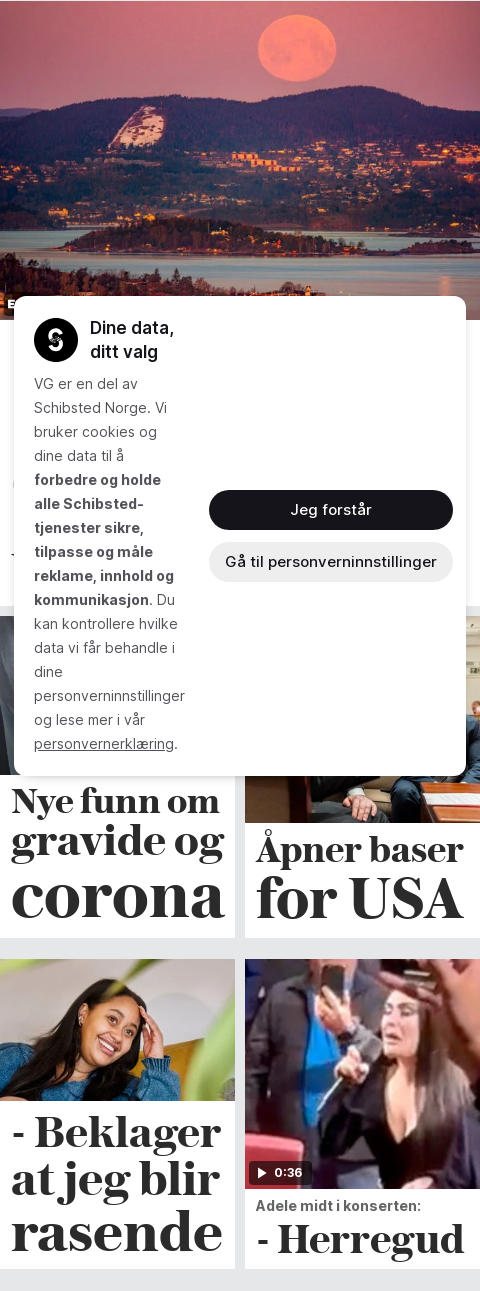 Dine data,
ditt valg
VG er en del av
Schibsted Norge. Vi
bruker cookies og
dine data til å
forbedre og holde
alle Schibsted-
tjenester sikre,
tilpasse og måle
reklame, innhold og
kommunikasjon. Du
kan kontrollere hvilke
data vi får behandle i
dine
personverninnstillinger
og lese mer i vår
personvernerklæring.
Jeg forstår
Gå til personverninnstillinger
Nye funn om
gravide og
corona
Åpner baser
for USA
- Beklager
at jeg blir
rasende
0:36
Adele midt i konserten:
- Herregud